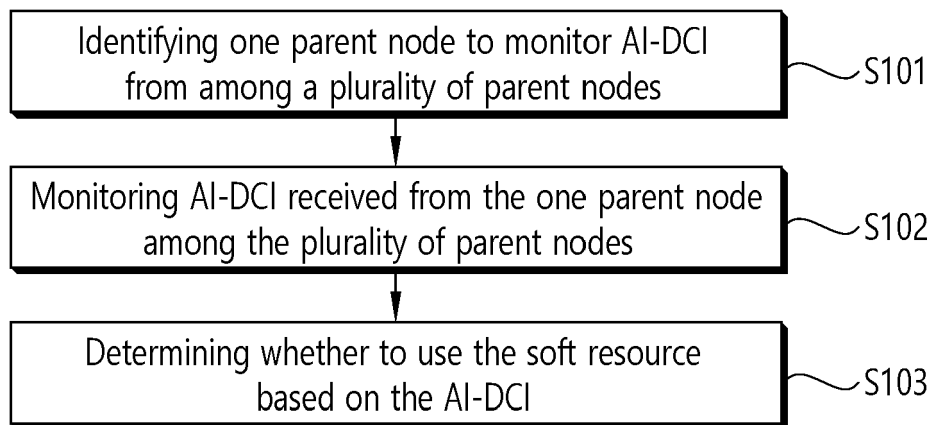 Identifying one parent node to monitor AI-DCI
from among a plurality of parent nodes
S101
Monitoring AI-DCI received from the one parent node
among the plurality of parent nodes
S102
Determining whether to use the soft resource
based on the AI-DCI
S103